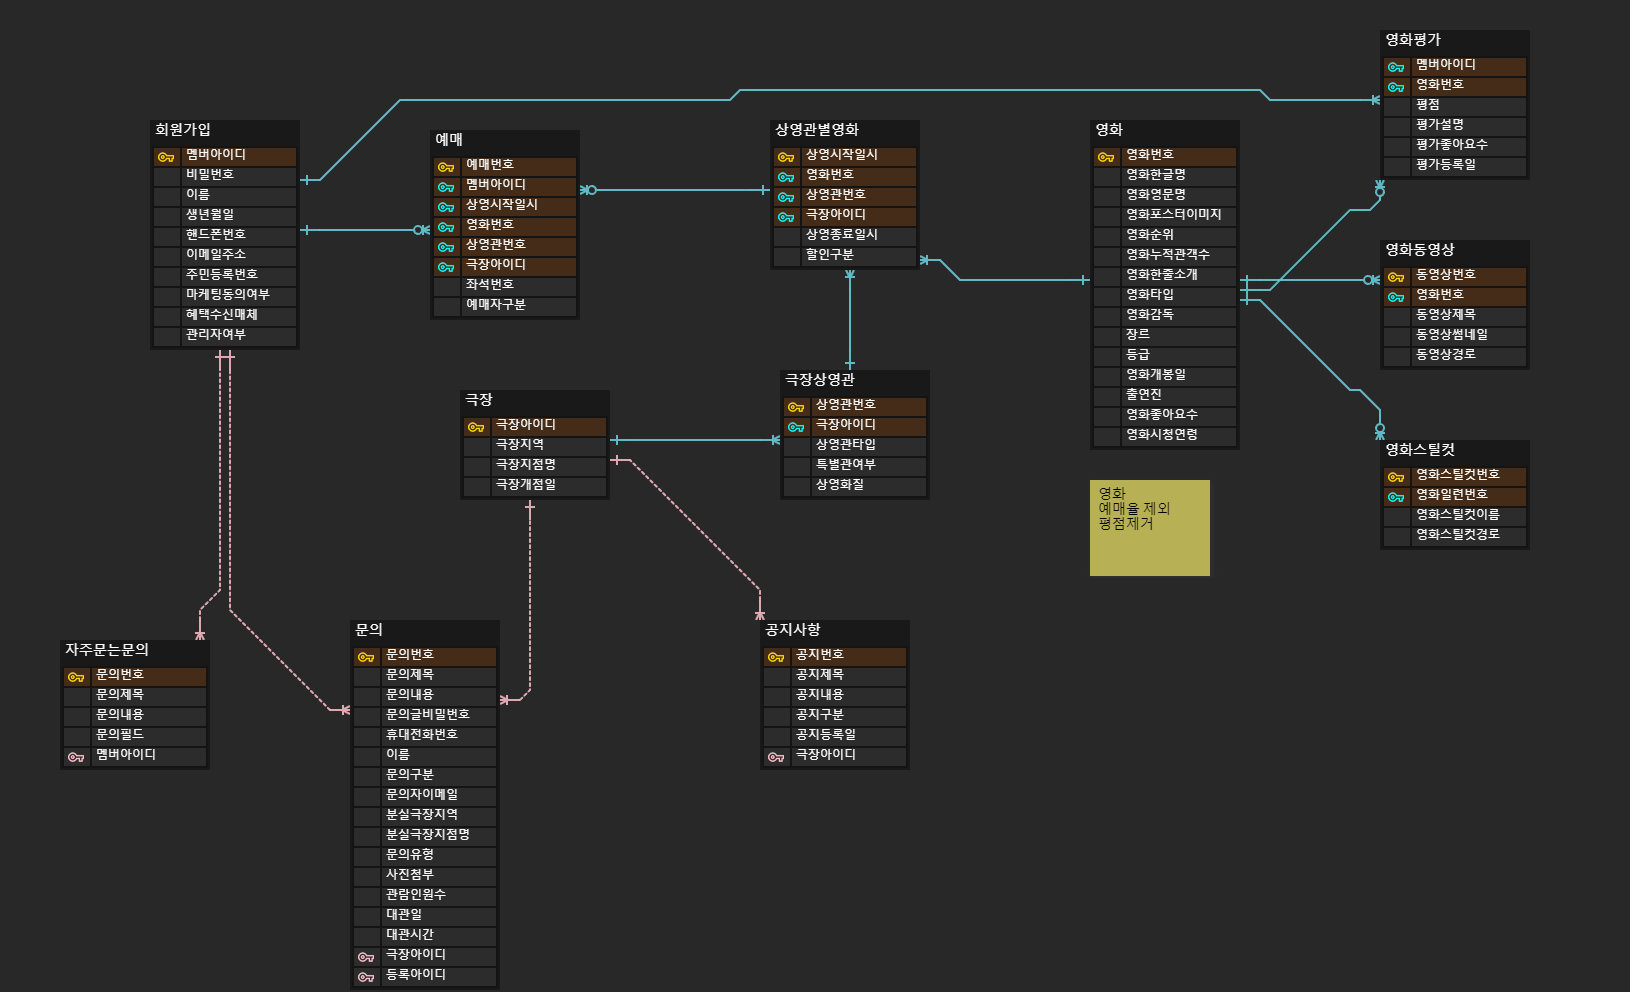 영화평가
멤버아이디
영화번호
평점
평가설명
평가좋아요수
평가등록일
회원가입
멤버아이디
비밀번호
이름
생년월일
핸드폰번호
이메일주소
주민등록번호
마케팅동의여부
혜택수신매체
관리자여부
예매
예매번호
멤버아이디
상영시작일시
영화번호
상영관번호
극장아이디
좌석번호
예매자구분
상영관별영화
상영시작일시
영화번호
상영관번호
극장아이디
상영종료일시
할인구분
영화
영화번호
영화한글명
영화영문명
영화포스터이미지
영화순위
영화누적관객수
영화한줄소개
영화타입
영화감독
장르
등급
영화개봉일
출연진
영화좋아요수
영화시청연령
영화동영상
동영상번호
영화번호
동영상제목
동영상썸네일
동영상경로
극장
극장아이디
극장지역
극장지점명
극장개점일
극장상영관
상영관번호
극장아이디
상영관타입
특별관여부
상영화질
영화스틸컷
영화스틸컷번호
영화일련번호
영화스틸컷이름
영화스틸컷경로
영화
예매율 제외
평점제거
자주묻는문의
문의번호
문의제목
문의내용
문의필드
멤버아이디
문의
문의번호
문의제목
문의내용
문의글비밀번호
휴대전화번호
이름
문의구분
문의자이메일
분실극장지역
분실극장지점명
문의유형
사진첨부
관람인원수
대관일
대관시간
극장아이디
등록아이디
공지사항
공지번호
공지제목
공지내용
공지구분
공지등록일
극장아이디